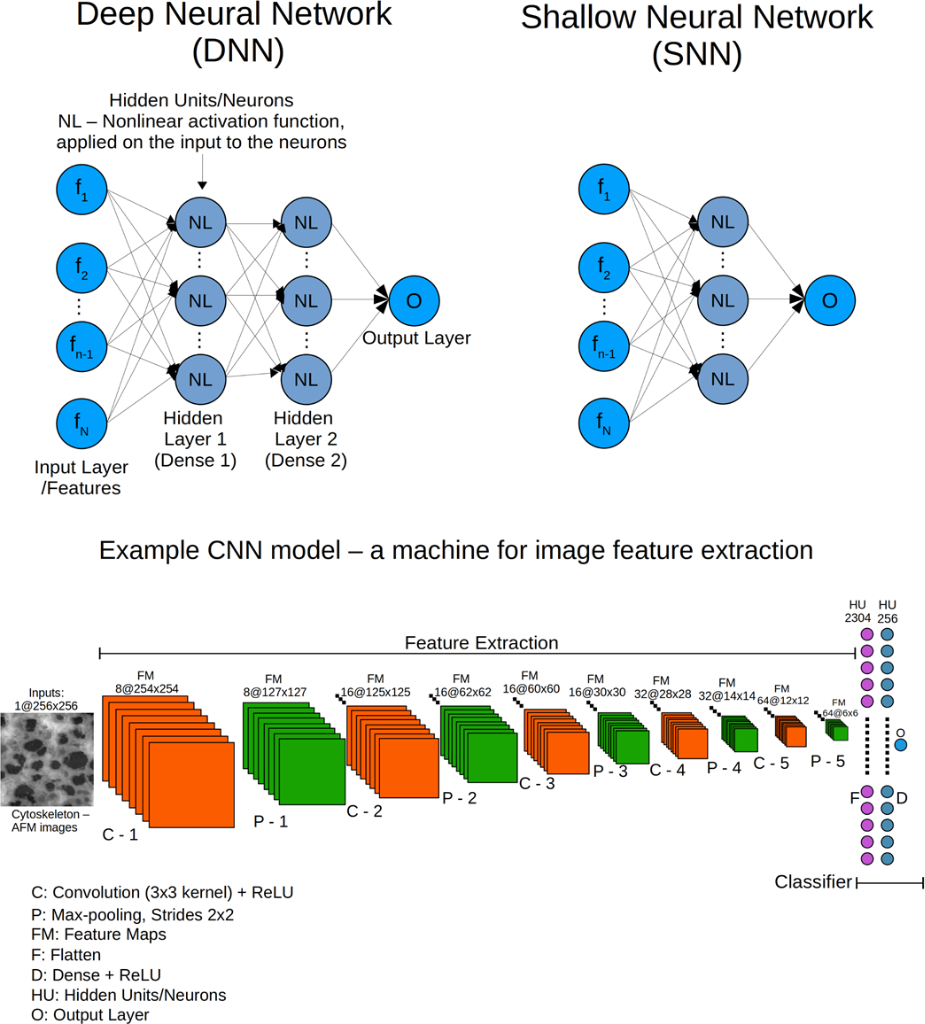 Deep Neural Network
(DNN)
Shallow Neural Network
(SNN)
Hidden Units/Neurons
NL – Nonlinear activation function,
applied on the input to the neurons
f1
f2
fn-1
fN
NL
NL
NL
NL
NL
NL
O
Output Layer
Hidden
Layer 1
(Dense 1)
Hidden
Layer 2
(Dense 2)
Input Layer
/Features
f1
f2
fn-1
fN
NL
NL
NL
O
Example CNN model – a machine for image feature extraction
Feature Extraction
HU
2304
HU
256
Inputs:
1@256x256
Cytoskeleton –
AFM images
FM
8@254x254
C - 1
FM
8@127x127
P - 1
FM
16@125x125
C - 2
FM
16@62x62
P - 2
FM
16@60x60
C - 3
FM
16@30x30
P - 3
FM
32@28x28
C - 4
FM
32@14x14
P - 4
FM
64@12x12
C - 5
FM
64@6x6
P - 5
F
D
O
Classifier
C: Convolution (3x3 kernel) + ReLU
P: Max-pooling, Strides 2x2
FM: Feature Maps
F: Flatten
D: Dense + ReLU
HU: Hidden Units/Neurons
O: Output Layer